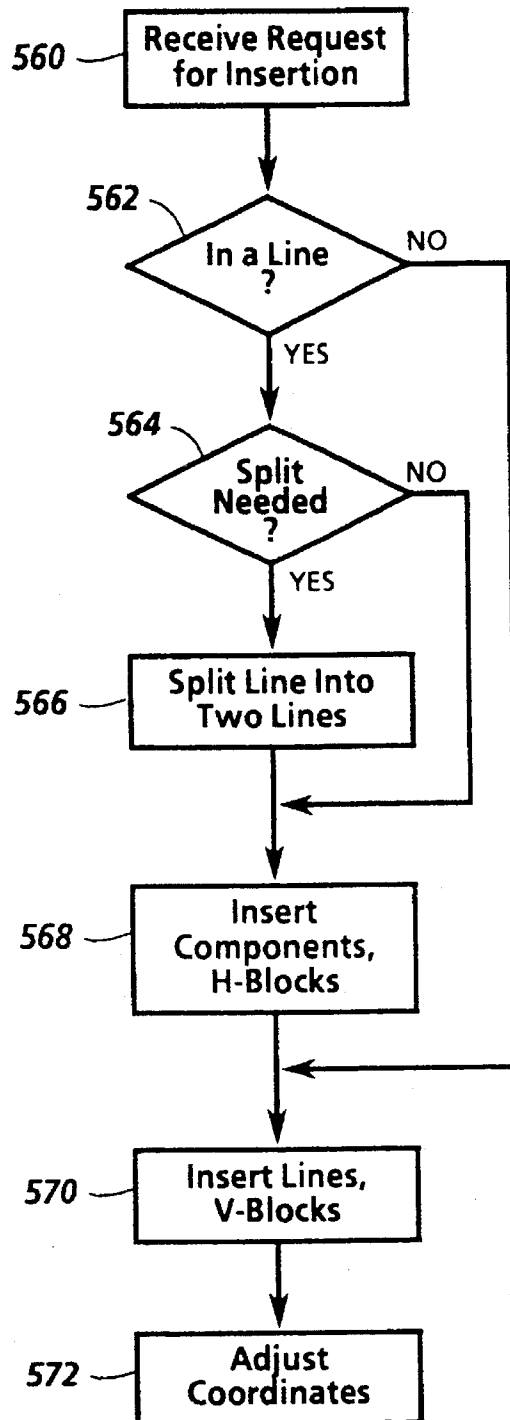 560
Receive Request
for Insertion
562
In a Line
?
NO
YES
564
Split
Needed
?
NO
YES
566
Split Line Into
Two Lines
568
Insert
Components,
H-Blocks
570
Insert Lines,
V-Blocks
572
Adjust
Coordinates